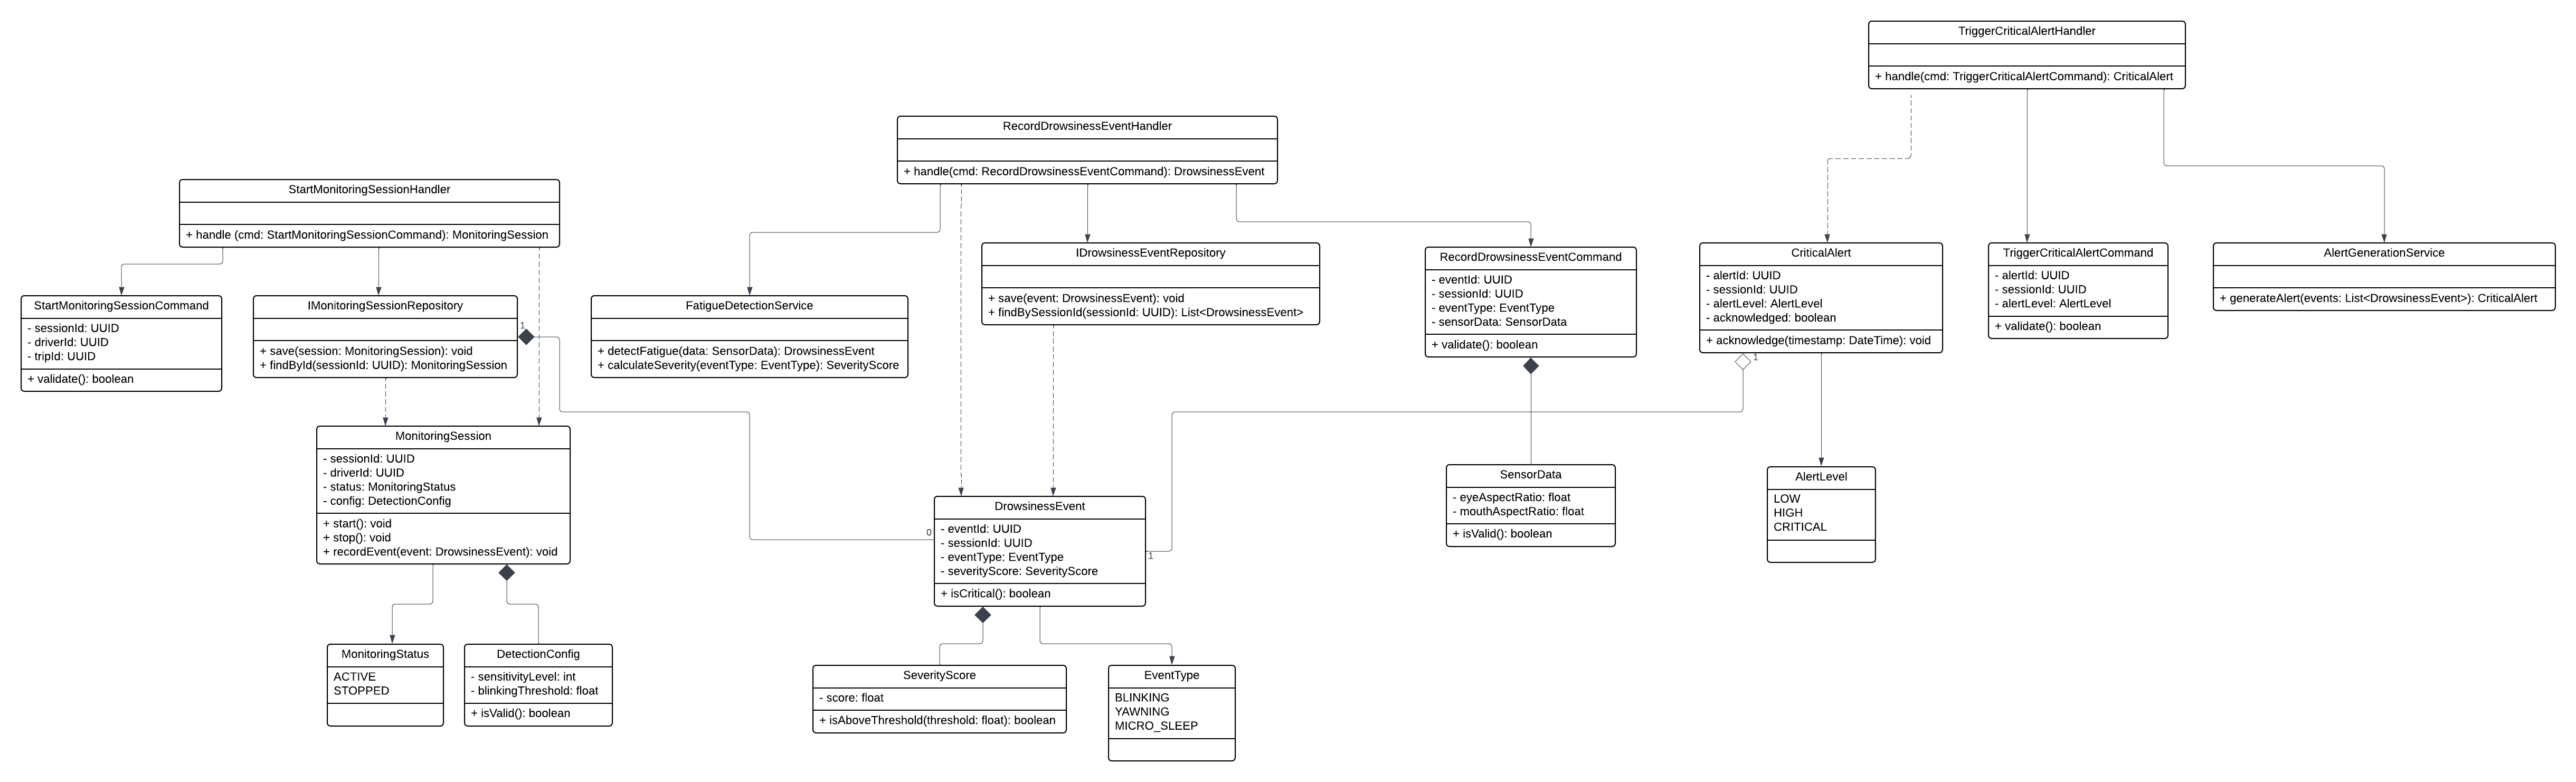 TriggerCriticalAlertHandler
+ handle(cmd: TriggerCriticalAlertCommand): CriticalAlert
RecordDrowsinessEventHandler
+ handle(cmd: RecordDrowsinessEventCommand): DrowsinessEvent
StartMonitoringSessionHandler
+ handle (cmd: StartMonitoringSessionCommand): MonitoringSession
StartMonitoringSessionCommand
- sessionId: UUID
- driverId: UUID
- tripId: UUID
+ validate(): boolean
IMonitoringSessionRepository
+ save(session: MonitoringSession): void
+ findById(sessionId: UUID): MonitoringSession
1
FatigueDetectionService
+ detectFatigue(data: SensorData): DrowsinessEvent
+ calculateSeverity(eventType: EventType): SeverityScore
IDrowsinessEventRepository
+ save(event: DrowsinessEvent): void
+ findBySessionId(sessionId: UUID): List<DrowsinessEvent>
RecordDrowsinessEventCommand
- eventId: UUID
- sessionId: UUID
- eventType: EventType
- sensorData: SensorData
+ validate(): boolean
CriticalAlert
- alertId: UUID
- sessionId: UUID
- alertLevel: AlertLevel
- acknowledged: boolean
+ acknowledge(timestamp: DateTime): void
1
TriggerCriticalAlertCommand
- alertId: UUID
- sessionId: UUID
- alertLevel: AlertLevel
+ validate(): boolean
AlertGenerationService
+ generateAlert(events: List<DrowsinessEvent>): CriticalAlert
MonitoringSession
- sessionId: UUID
- driverId: UUID
- status: MonitoringStatus
- config: DetectionConfig
+ start(): void
+ stop(): void
+ recordEvent(event: DrowsinessEvent): void
0
DrowsinessEvent
- eventId: UUID
- sessionId: UUID
- eventType: EventType
- severityScore: SeverityScore
+ isCritical(): boolean
1
SensorData
- eyeAspectRatio: float
- mouthAspectRatio: float
+ isValid(): boolean
AlertLevel
LOW
HIGH
CRITICAL
MonitoringStatus
ACTIVE
STOPPED
DetectionConfig
- sensitivityLevel: int
- blinkingThreshold: float
+ isValid(): boolean
SeverityScore
- score: float
+ isAboveThreshold(threshold: float): boolean
EventType
BLINKING
YAWNING
MICRO_SLEEP